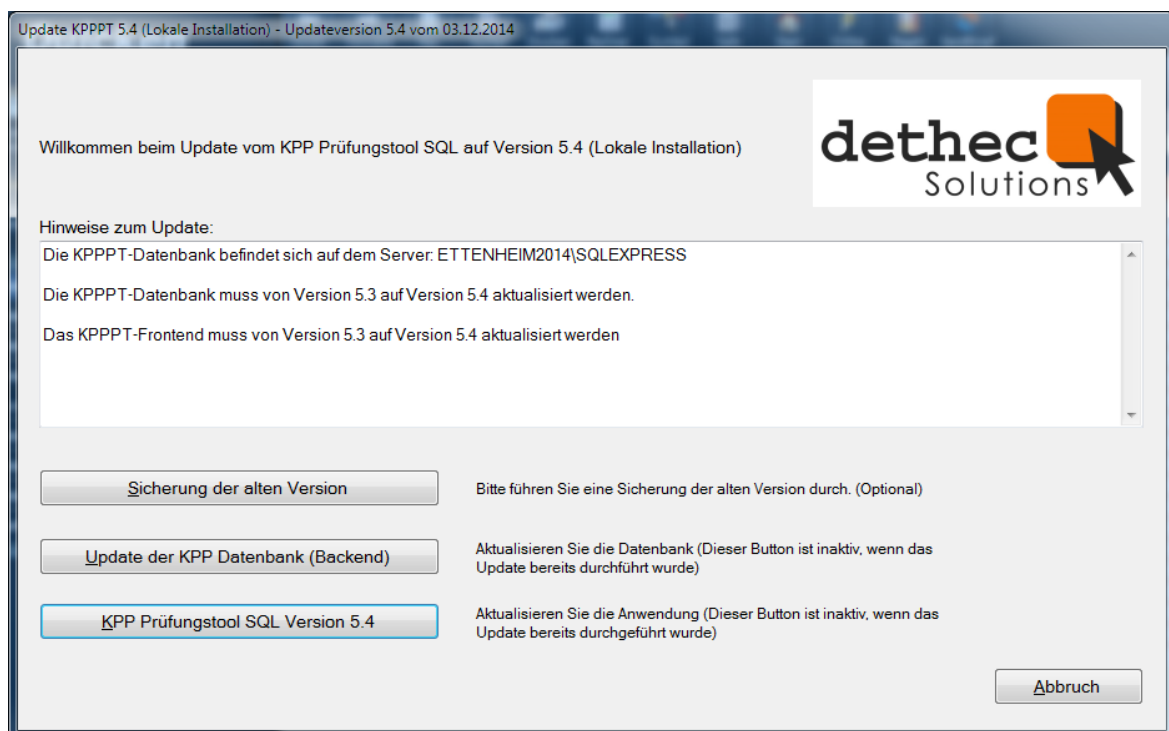 Update KPPPT 5.4 (Lokale Installation) - Updateversion 5.4 vom 03.12.2014
dethec
Solutions
Willkommen beim Update vom KPP Prüfungstool SQL auf Version 5.4 (Lokale Installation)
Hinweise zum Update:
Die KPPPT-Datenbank befindet sich auf dem Server: ETTENHEIM2014\SQLEXPRESS
Die KPPPT-Datenbank muss von Version 5.3 auf Version 5.4 aktualisiert werden.
Das KPPPT-Frontend muss von Version 5.3 auf Version 5.4 aktualisiert werden
Sicherung der alten Version
Bitte führen Sie eine Sicherung der alten Version durch. (Optional)
Update der KPP Datenbank (Backend)
Aktualisieren Sie die Datenbank (Dieser Button ist inaktiv, wenn das
Update bereits durchführt wurde)
KPP Prüfungstool SQL Version 5.4
Aktualisieren Sie die Anwendung (Dieser Button ist inaktiv, wenn das
Update bereits durchgeführt wurde)
Abbruch